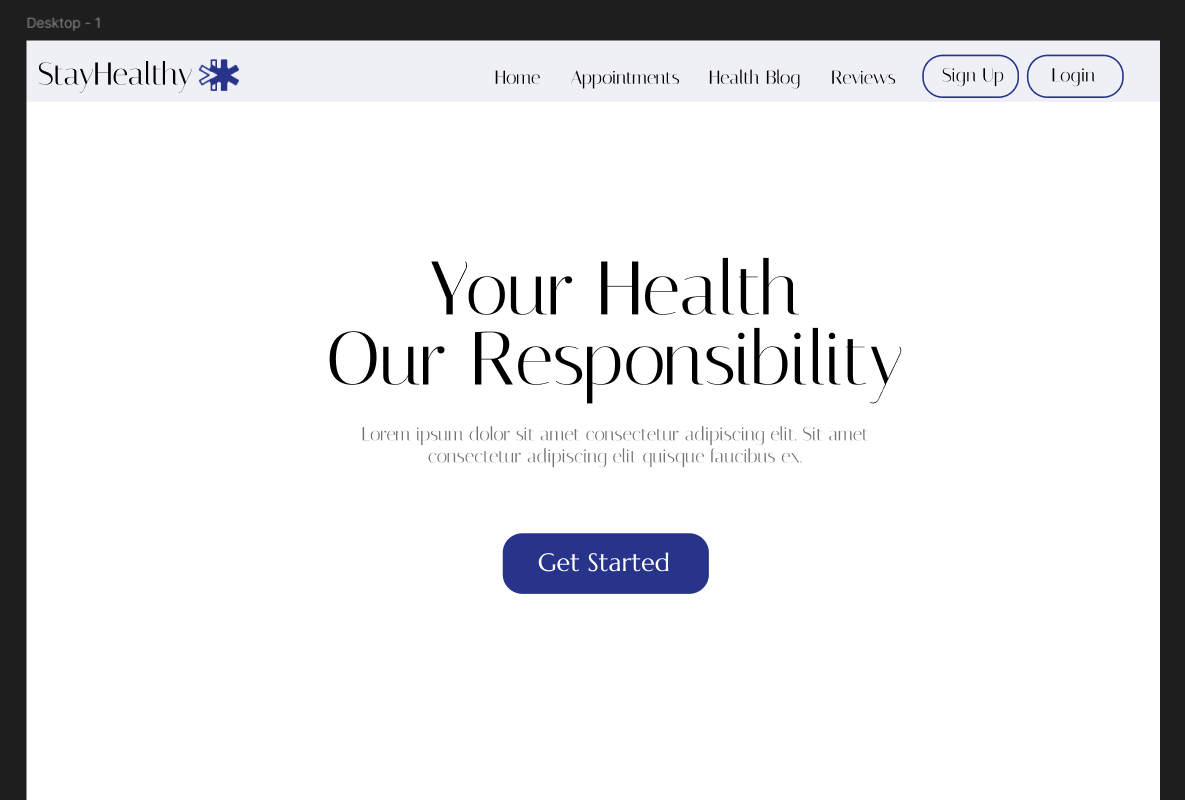 Desktop - 1
StayHealthy
Home Appointments Health Blog Reviews Sign Up Login
Your Health
Our Responsibility
Lorem ipsum dolor sit amet consectetur adipiscing elit. Sit amet
consectetur adipiscing elit quisque faucibus ex.
Get Started